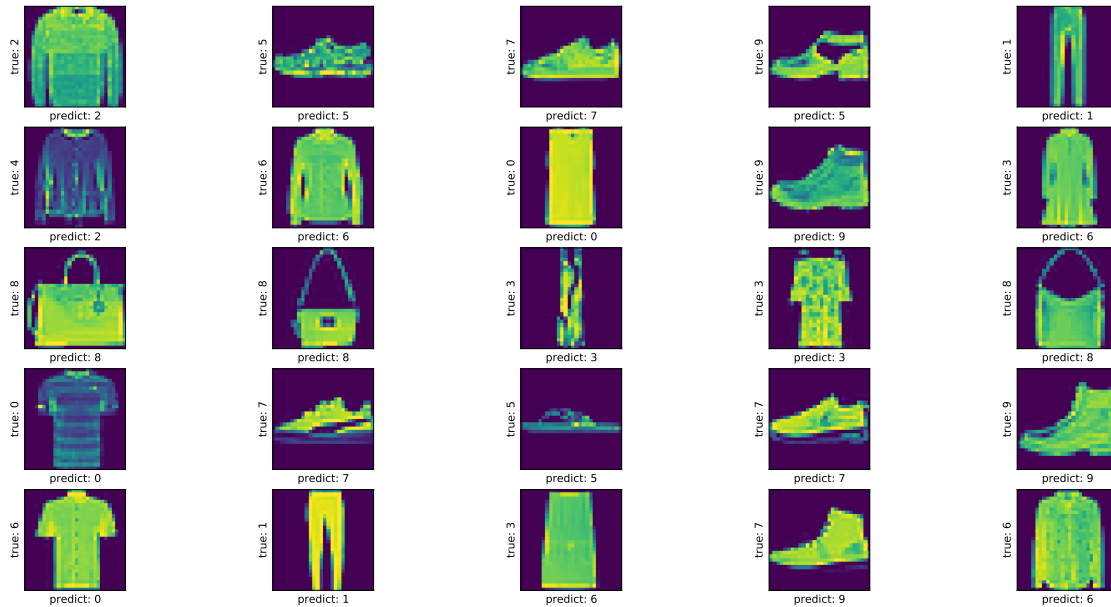 true: 2
predict: 2
true: 5
predict: 5
true: 7
predict: 7
true: 9
predict: 5
true: 1
predict: 1
true: 4
predict: 2
true: 6
predict: 6
true: 0
predict: 0
true: 9
predict: 9
true: 3
predict: 6
true: 8
predict: 8
true: 8
predict: 8
true: 3
predict: 3
true: 3
predict: 3
true: 8
predict: 8
true: 0
predict: 0
true: 7
predict: 7
true: 5
predict: 5
true: 7
predict: 7
true: 9
predict: 9
true: 6
predict: 0
true: 1
predict: 1
true: 3
predict: 6
true: 7
predict: 9
true: 6
predict: 6